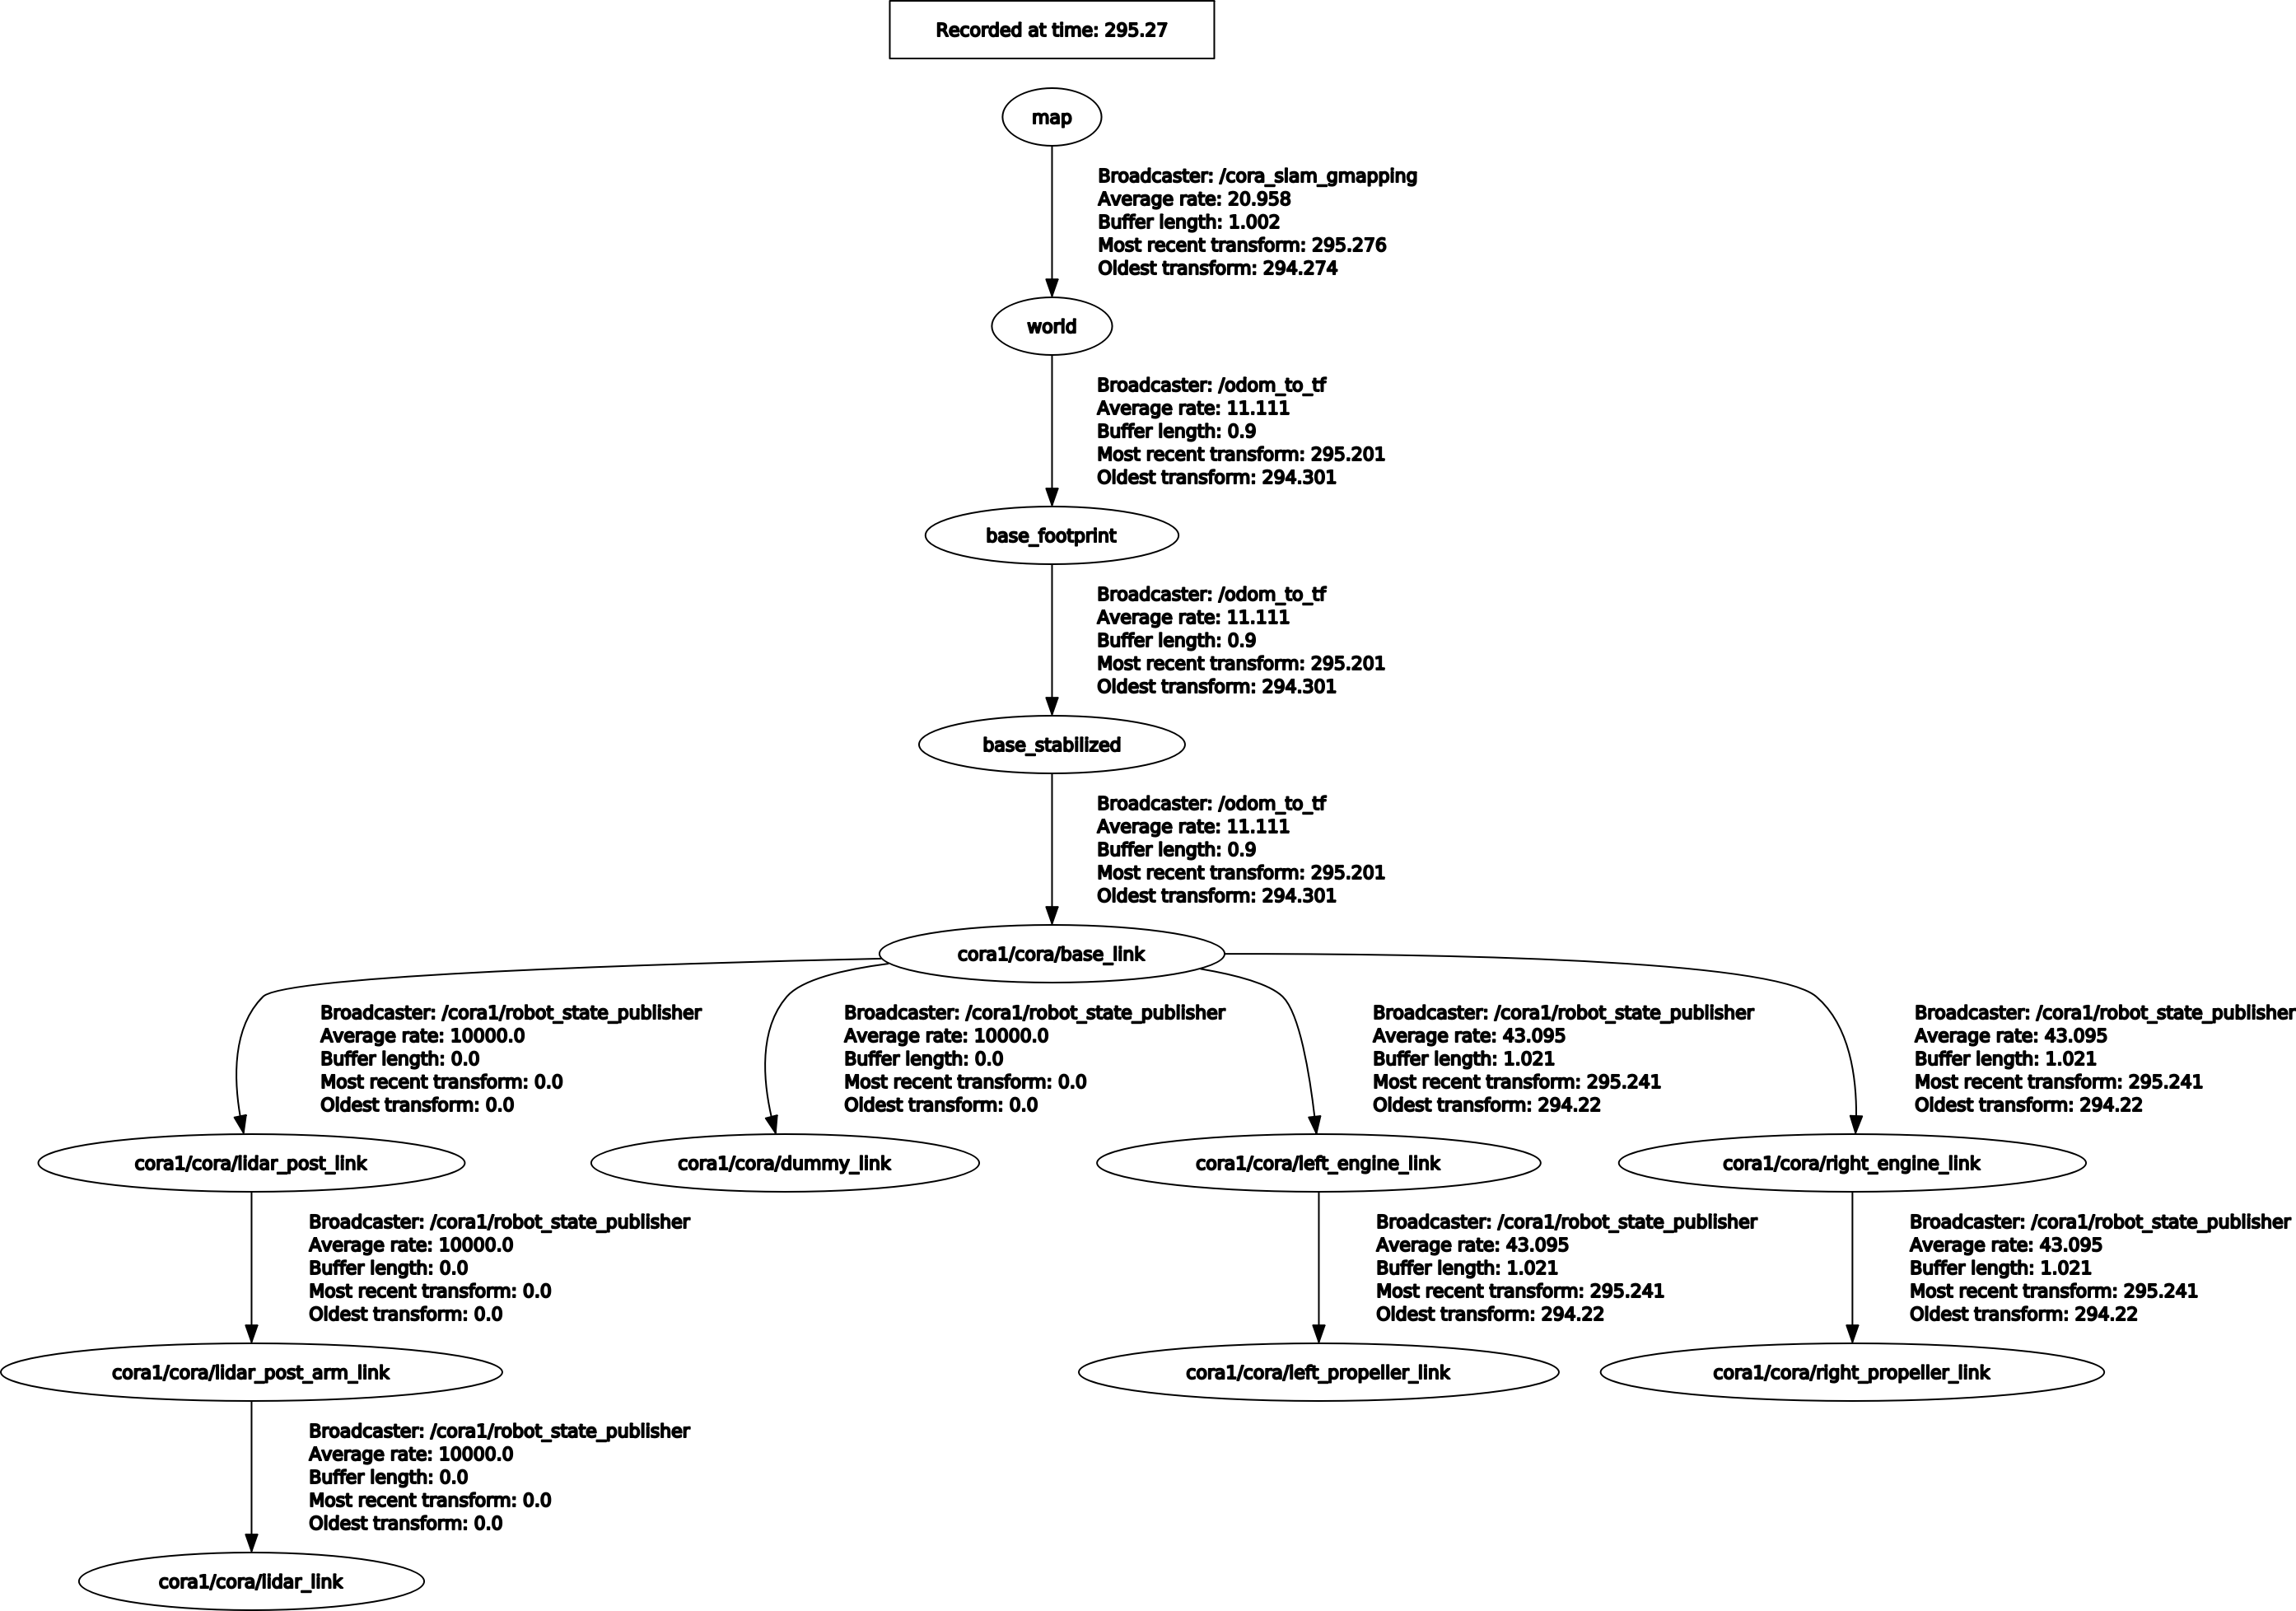 Recorded at time: 295.27
map
Broadcaster: /cora_slam_gmapping
Average rate: 20.958
Buffer length: 1.002
Most recent transform: 295.276
Oldest transform: 294.274
world
Broadcaster: /odom_to_tf
Average rate: 11.111
Buffer length: 0.9
Most recent transform: 295.201
Oldest transform: 294.301
base_footprint
Broadcaster: /odom_to_tf
Average rate: 11.111
Buffer length: 0.9
Most recent transform: 295.201
Oldest transform: 294.301
base_stabilized
Broadcaster: /odom_to_tf
Average rate: 11.111
Buffer length: 0.9
Most recent transform: 295.201
Oldest transform: 294.301
cora1/cora/base_link
Broadcaster: /cora1/robot_state_publisher
Average rate: 10000.0
Buffer length: 0.0
Most recent transform: 0.0
Oldest transform: 0.0
Broadcaster: /cora1/robot_state_publisher
Average rate: 10000.0
Buffer length: 0.0
Most recent transform: 0.0
Oldest transform: 0.0
Broadcaster: /cora1/robot_state_publisher
Average rate: 43.095
Buffer length: 1.021
Most recent transform: 295.241
Oldest transform: 294.22
Broadcaster: /cora1/robot_state_publisher
Average rate: 43.095
Buffer length: 1.021
Most recent transform: 295.241
Oldest transform: 294.22
cora1/cora/lidar_post_link
cora1/cora/dummy_link
cora1/cora/left_engine_link
cora1/cora/right_engine_link
Broadcaster: /cora1/robot_state_publisher
Average rate: 10000.0
Buffer length: 0.0
Most recent transform: 0.0
Oldest transform: 0.0
Broadcaster: /cora1/robot_state_publisher
Average rate: 43.095
Buffer length: 1.021
Most recent transform: 295.241
Oldest transform: 294.22
Broadcaster: /cora1/robot_state_publisher
Average rate: 43.095
Buffer length: 1.021
Most recent transform: 295.241
Oldest transform: 294.22
cora1/cora/lidar_post_arm_link
cora1/cora/left_propeller_link
cora1/cora/right_propeller_link
Broadcaster: /cora1/robot_state_publisher
Average rate: 10000.0
Buffer length: 0.0
Most recent transform: 0.0
Oldest transform: 0.0
cora1/cora/lidar_link